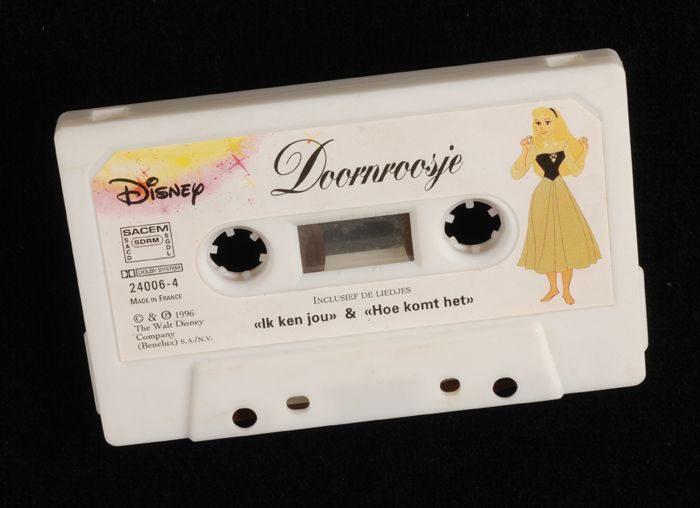 Disney
Doornroosje
SACEM
SACD
SDRM
SGDL
DOLBY SYSTEM
24006-4
MADE IN FRANCE
© & ℗ 1996
The Walt Disney
Company
(Benelux) S.A./N.V.
INCLUSIEF DE LIEDJES
«Ik ken jou» & «Hoe komt het»